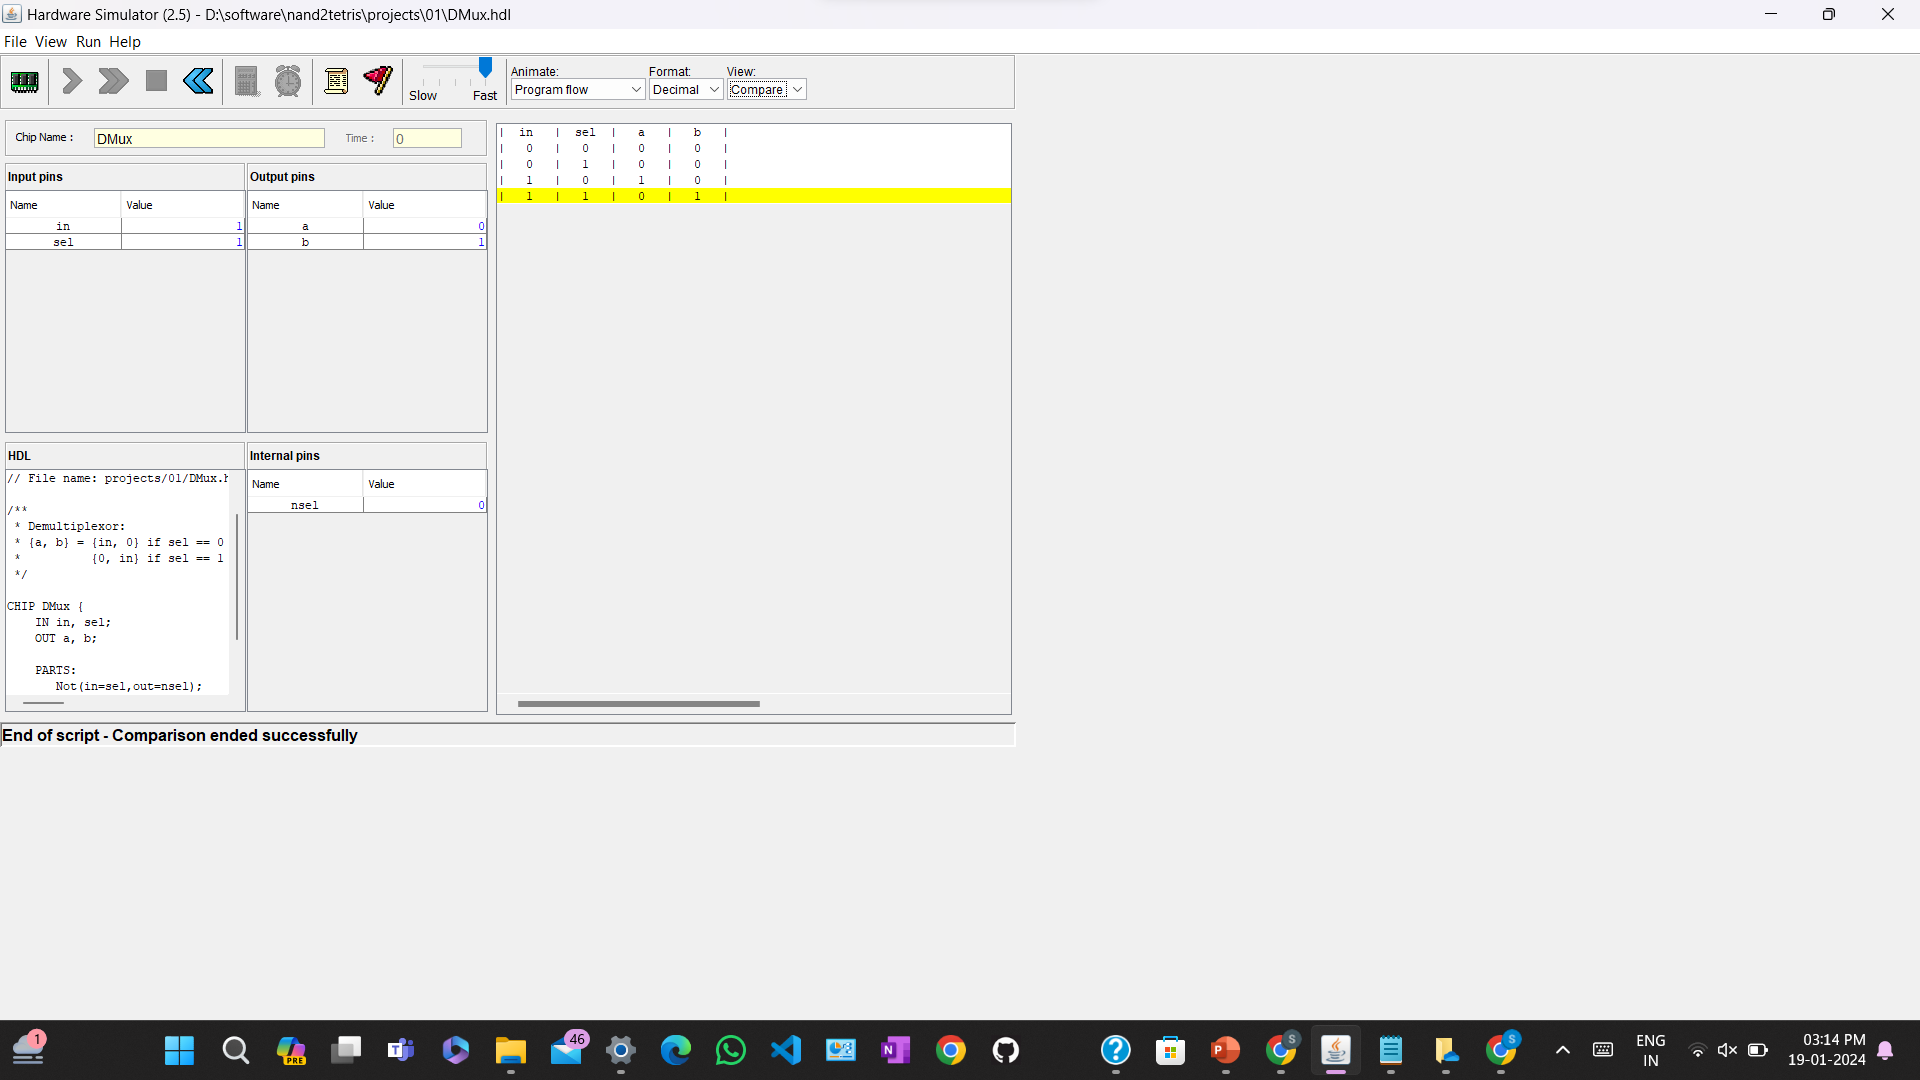 Hardware Simulator (2.5) - D:\software\nand2tetris\projects\01\DMux.hdl
File View Run Help
Slow Fast
Animate: Format: View:
Program flow Decimal Compare
Chip Name : DMux Time : 0
Input pins
Name Value
in 1
sel 1
Output pins
Name Value
a 0
b 1
HDL
// File name: projects/01/DMux.h
/**
* Demultiplexor:
* {a, b} = {in, 0} if sel == 0
* {0, in} if sel == 1
*/
CHIP DMux {
IN in, sel;
OUT a, b;
PARTS:
Not(in=sel,out=nsel);
Internal pins
Name Value
nsel 0
| in | sel | a | b |
| 0 | 0 | 0 | 0 |
| 0 | 1 | 0 | 0 |
| 1 | 0 | 1 | 0 |
| 1 | 1 | 0 | 1 |
End of script - Comparison ended successfully
1
PRE
46
S
S
ENG
IN
03:14 PM
19-01-2024